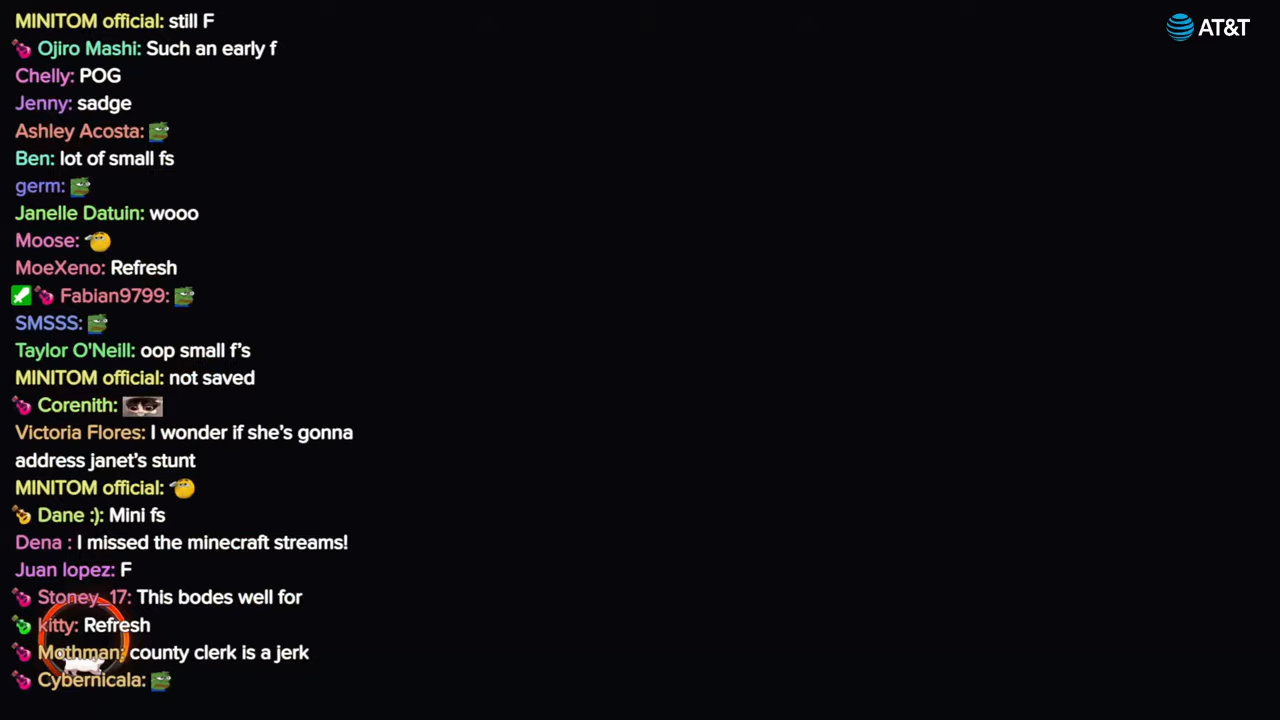 MINITOM official: still F
AT&T
Ojiro Mashi: Such an early f
Chelly: POG
Jenny: sadge
Ashley Acosta:
Ben: lot of small fs
germ:
Janelle Datuin: wooo
Moose:
MoeXeno: Refresh
Fabian9799:
SMSSS:
Taylor O'Neill: oop small f’s
MINITOM official: not saved
Corenith:
Victoria Flores: I wonder if she’s gonna
address janet’s stunt
MINITOM official:
Dane :): Mini fs
Dena : I missed the minecraft streams!
Juan lopez: F
Stoney_17: This bodes well for
kitty: Refresh
Mothman: county clerk is a jerk
Cybernicala: